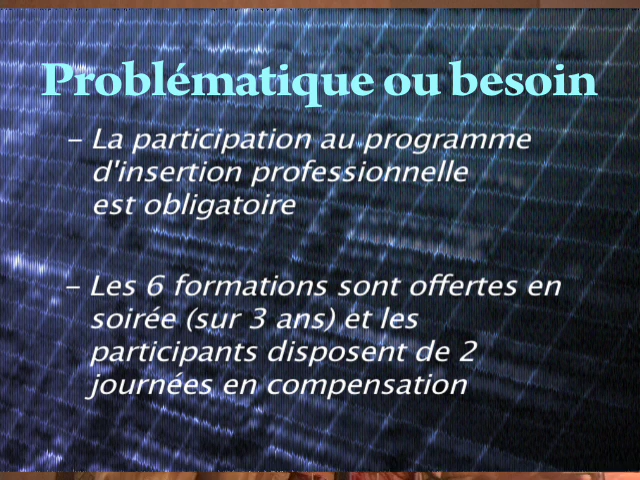 Problématique ou besoin
– La participation au programme
d'insertion professionnelle
est obligatoire
– Les 6 formations sont offertes en
soirée (sur 3 ans) et les
participants disposent de 2
journées en compensation